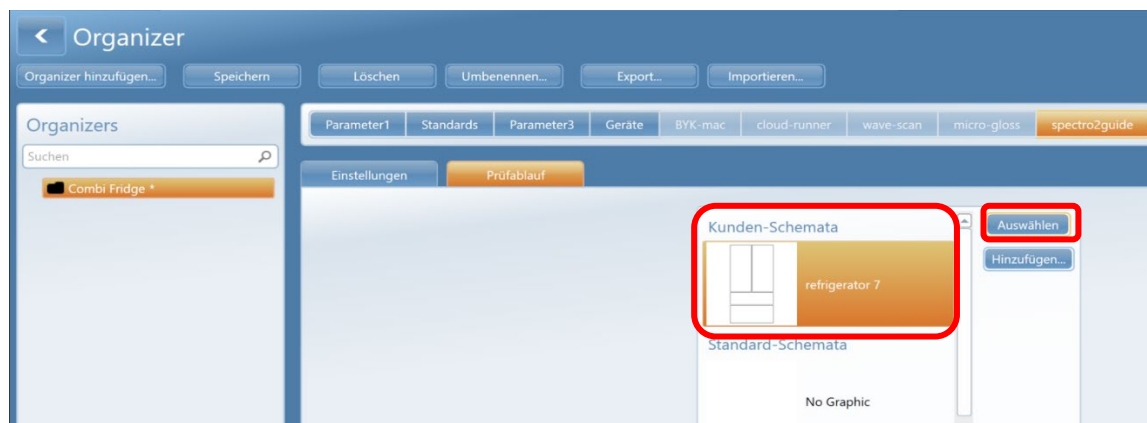 Organizer
Organizer hinzufügen... Speichern Löschen Umbenennen... Export... Importieren...
Organizers
Suchen
Combi Fridge *
Parameter1 Standards Parameter3 Geräte BYK-mac cloud-runner wave-scan micro-gloss spectro2guide
Einstellungen Prüfablauf
Kunden-Schemata
refrigerator 7
Standard-Schemata
No Graphic
Auswählen
Hinzufügen...